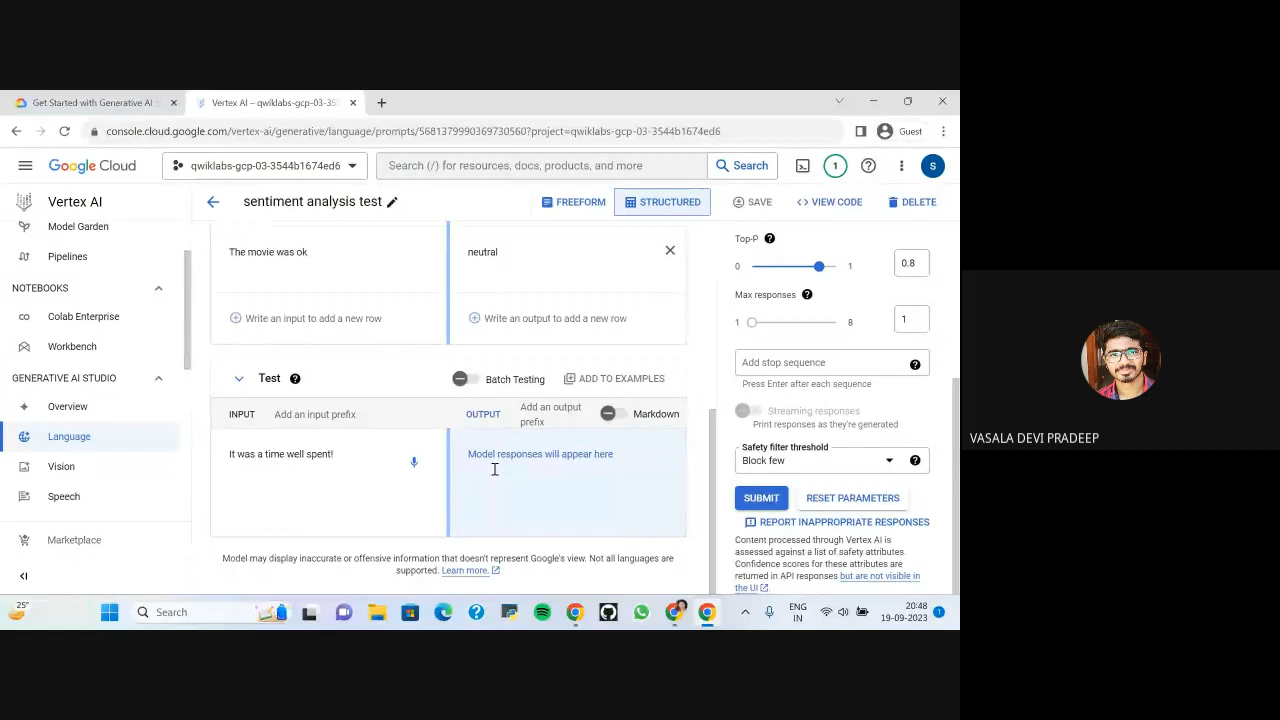 Get Started with Generative AI
Vertex AI – qwiklabs-gcp-03-35
console.cloud.google.com/vertex-ai/generative/language/prompts/5681379990369730560?project=qwiklabs-gcp-03-3544b1674ed6
Guest
Google Cloud
qwiklabs-gcp-03-3544b1674ed6
Search (/) for resources, docs, products, and more
Search
1
S
Vertex AI
sentiment analysis test
FREEFORM
STRUCTURED
SAVE
VIEW CODE
DELETE
Model Garden
Pipelines
NOTEBOOKS
Colab Enterprise
Workbench
GENERATIVE AI STUDIO
Overview
Language
Vision
Speech
Marketplace
The movie was ok
neutral
Write an input to add a new row
Write an output to add a new row
Test
Batch Testing
ADD TO EXAMPLES
INPUT
Add an input prefix
OUTPUT
Add an output
prefix
Markdown
It was a time well spent!
Model responses will appear here
Model may display inaccurate or offensive information that doesn't represent Google's view. Not all languages are
supported. Learn more.
Top-P
0
1
0.8
Max responses
1
8
1
Add stop sequence
Press Enter after each sequence
Streaming responses
Print responses as they're generated
Safety filter threshold
Block few
SUBMIT
RESET PARAMETERS
REPORT INAPPROPRIATE RESPONSES
Content processed through Vertex AI is
assessed against a list of safety attributes.
Confidence scores for these attributes are
returned in API responses but are not visible in
the UI.
VASALA DEVI PRADEEP
25°
Search
ENG
IN
20:48
19-09-2023
1